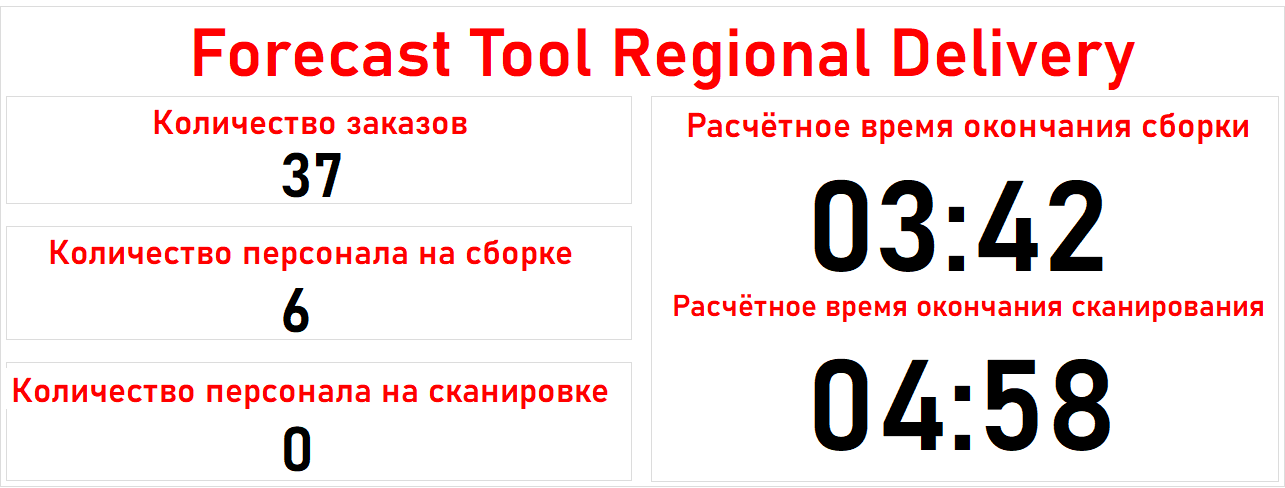 Forecast Tool Regional Delivery
Количество заказов
37
Количество персонала на сборке
6
Количество персонала на сканировке
0
Расчётное время окончания сборки
03:42
Расчётное время окончания сканирования
04:58